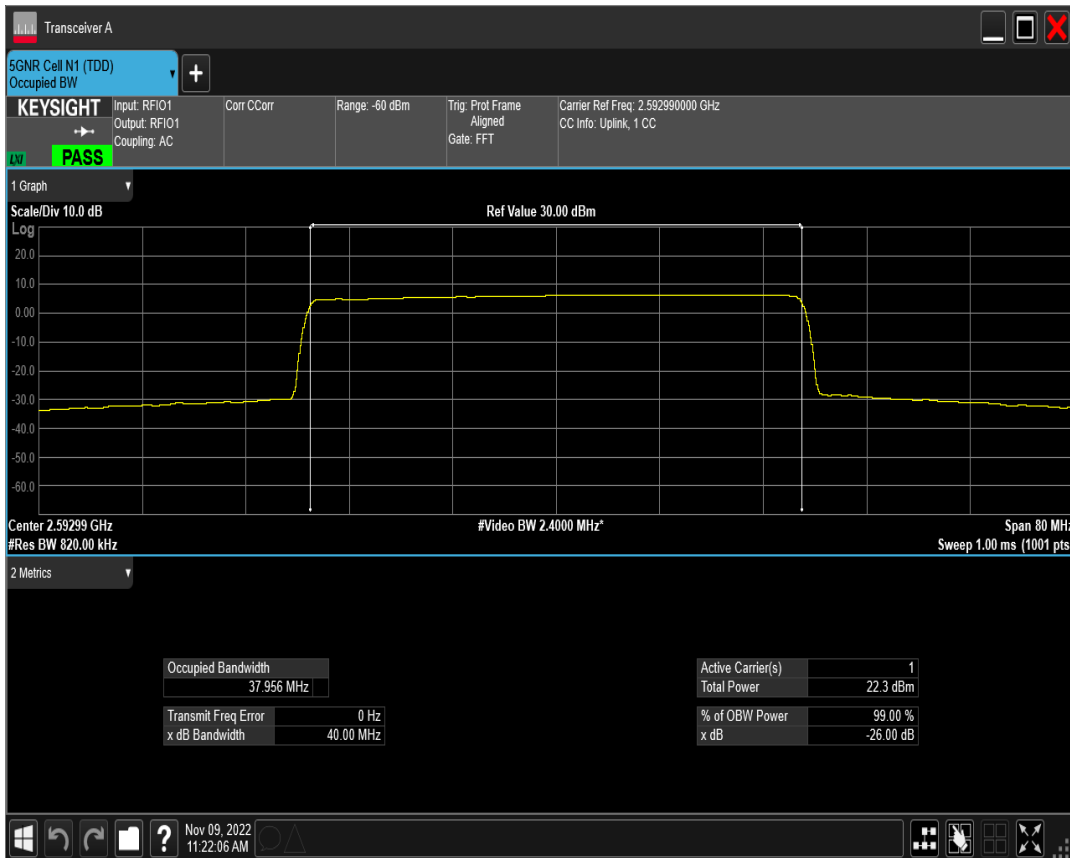 Transceiver A
5GNR Cell N1 (TDD)
Occupied BW
+
KEYSIGHT
LXI
PASS
Input: RFIO1
Output: RFIO1
Coupling: AC
Corr CCorr
Range: -60 dBm
Trig: Prot Frame
Aligned
Gate: FFT
Carrier Ref Freq: 2.592990000 GHz
CC Info: Uplink, 1 CC
1 Graph
Scale/Div 10.0 dB
Ref Value 30.00 dBm
Log
20.0
10.0
0.00
-10.0
-20.0
-30.0
-40.0
-50.0
-60.0
Center 2.59299 GHz
#Video BW 2.4000 MHz*
Span 80 MHz
#Res BW 820.00 kHz
Sweep 1.00 ms (1001 pts
2 Metrics
Occupied Bandwidth
37.956 MHz
Transmit Freq Error 0 Hz
x dB Bandwidth 40.00 MHz
Active Carrier(s) 1
Total Power 22.3 dBm
% of OBW Power 99.00 %
x dB -26.00 dB
?
Nov 09, 2022
11:22:06 AM